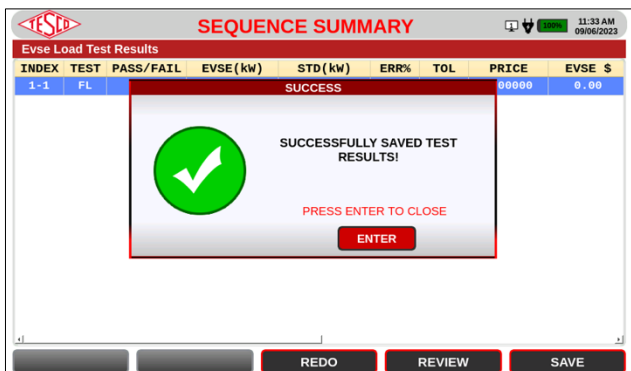 TESCO
SEQUENCE SUMMARY
1
100%
11:33 AM
09/06/2023
Evse Load Test Results
INDEX TEST PASS/FAIL EVSE(kW) STD(kW) ERR% TOL PRICE EVSE $
1-1 FL 00000 0.00
SUCCESS
SUCCESSFULLY SAVED TEST
RESULTS!
PRESS ENTER TO CLOSE
ENTER
REDO REVIEW SAVE